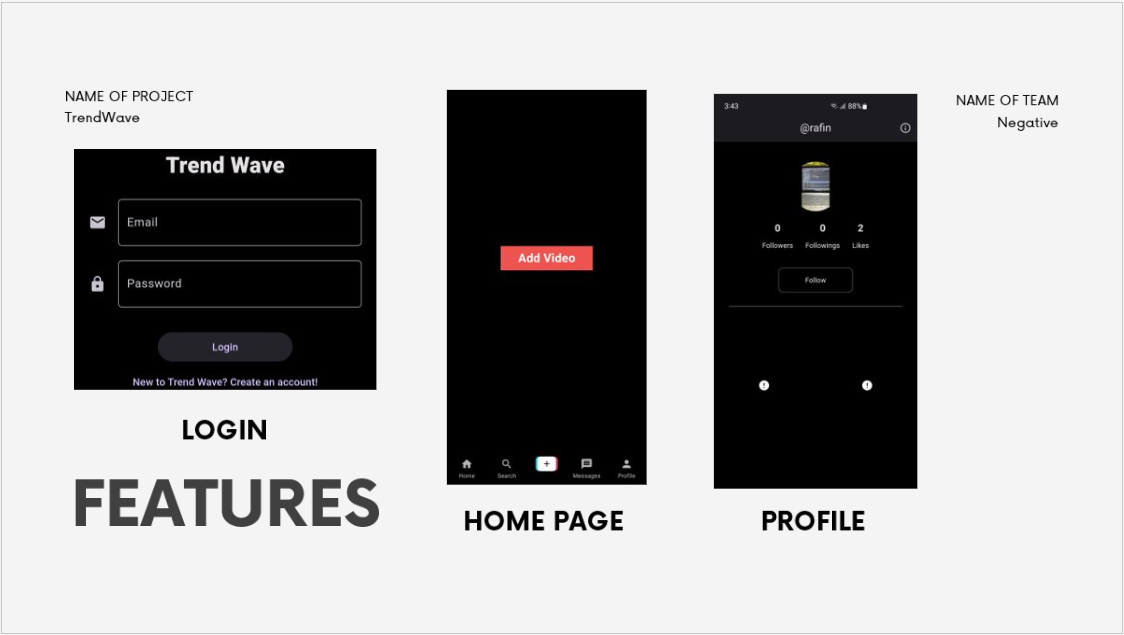 NAME OF PROJECT
TrendWave
NAME OF TEAM
Negative
Trend Wave
Email
Password
Login
New to Trend Wave? Create an account!
LOGIN
FEATURES
Add Video
Home
Search
+
Messages
Profile
HOME PAGE
3:43
88%
@rafin
0 0 2
Followers Followings Likes
Follow
PROFILE